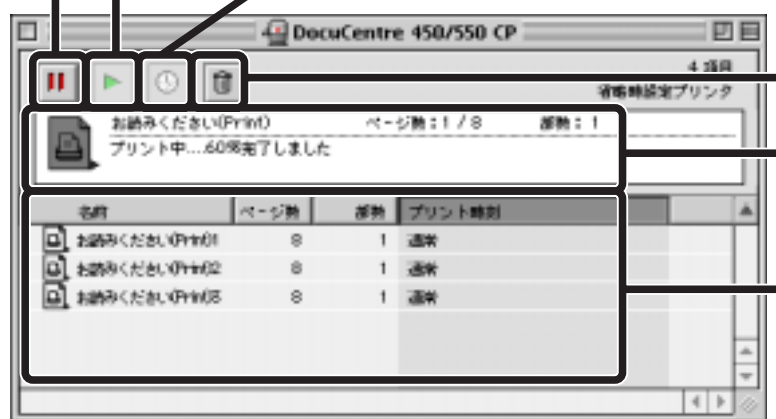 DocuCentre 450/550 CP
4 項目
省略時設定プリンタ
お読みください(Print) ページ数:1 / 8 部数: 1
プリント中....60%完了しました
名前 ページ数 部数 プリント時刻
お読みください(Print)1 8 1 通常
お読みください(Print)2 8 1 通常
お読みください(Print)3 8 1 通常